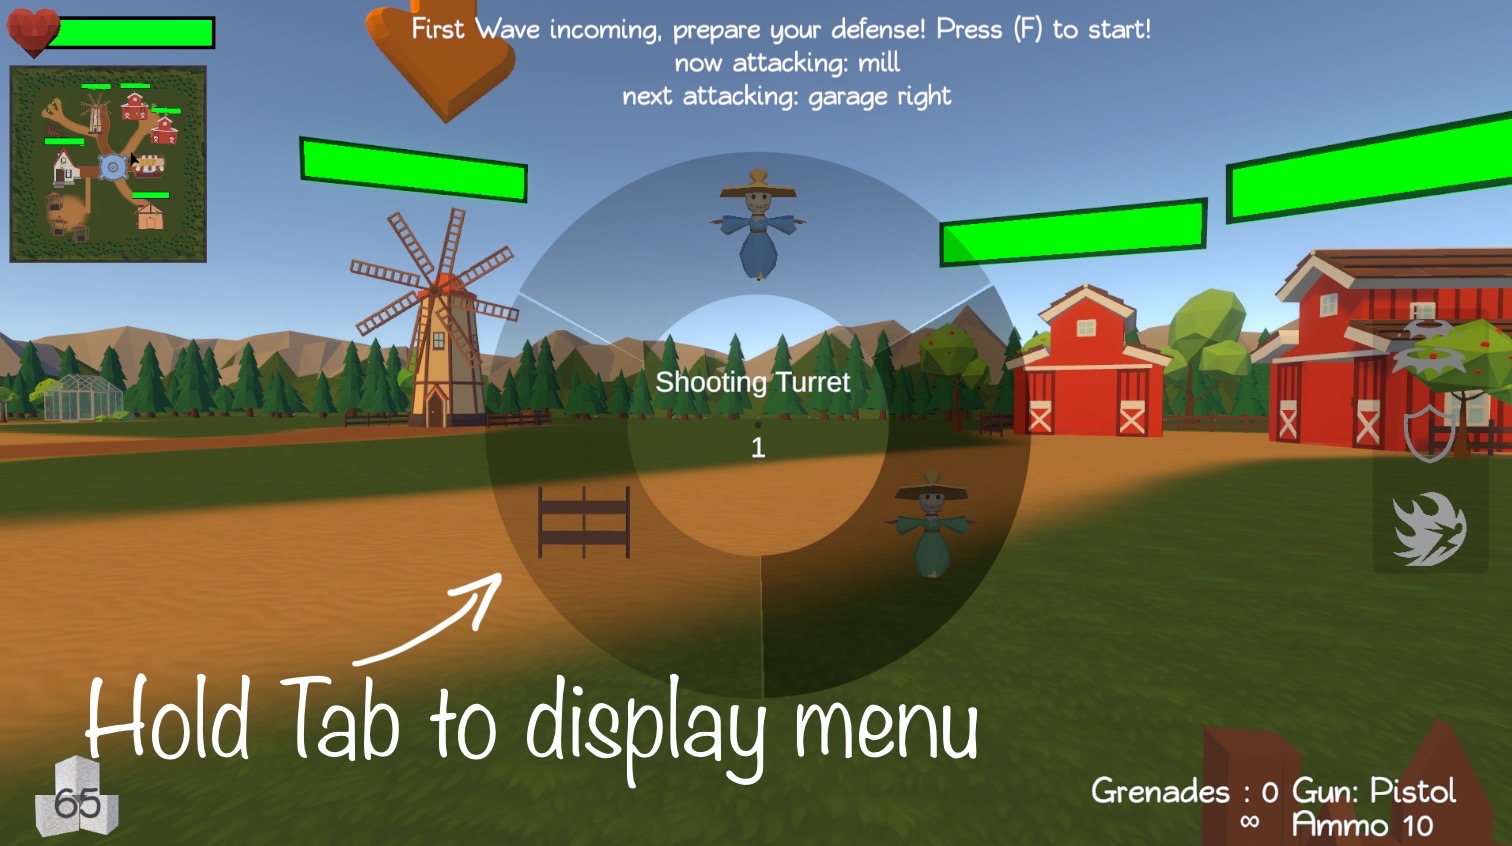 First Wave incoming, prepare your defense! Press (F) to start!
now attacking: mill
next attacking: garage right
Shooting Turret
1
Hold Tab to display menu
65
Grenades : 0 Gun: Pistol
∞ Ammo 10